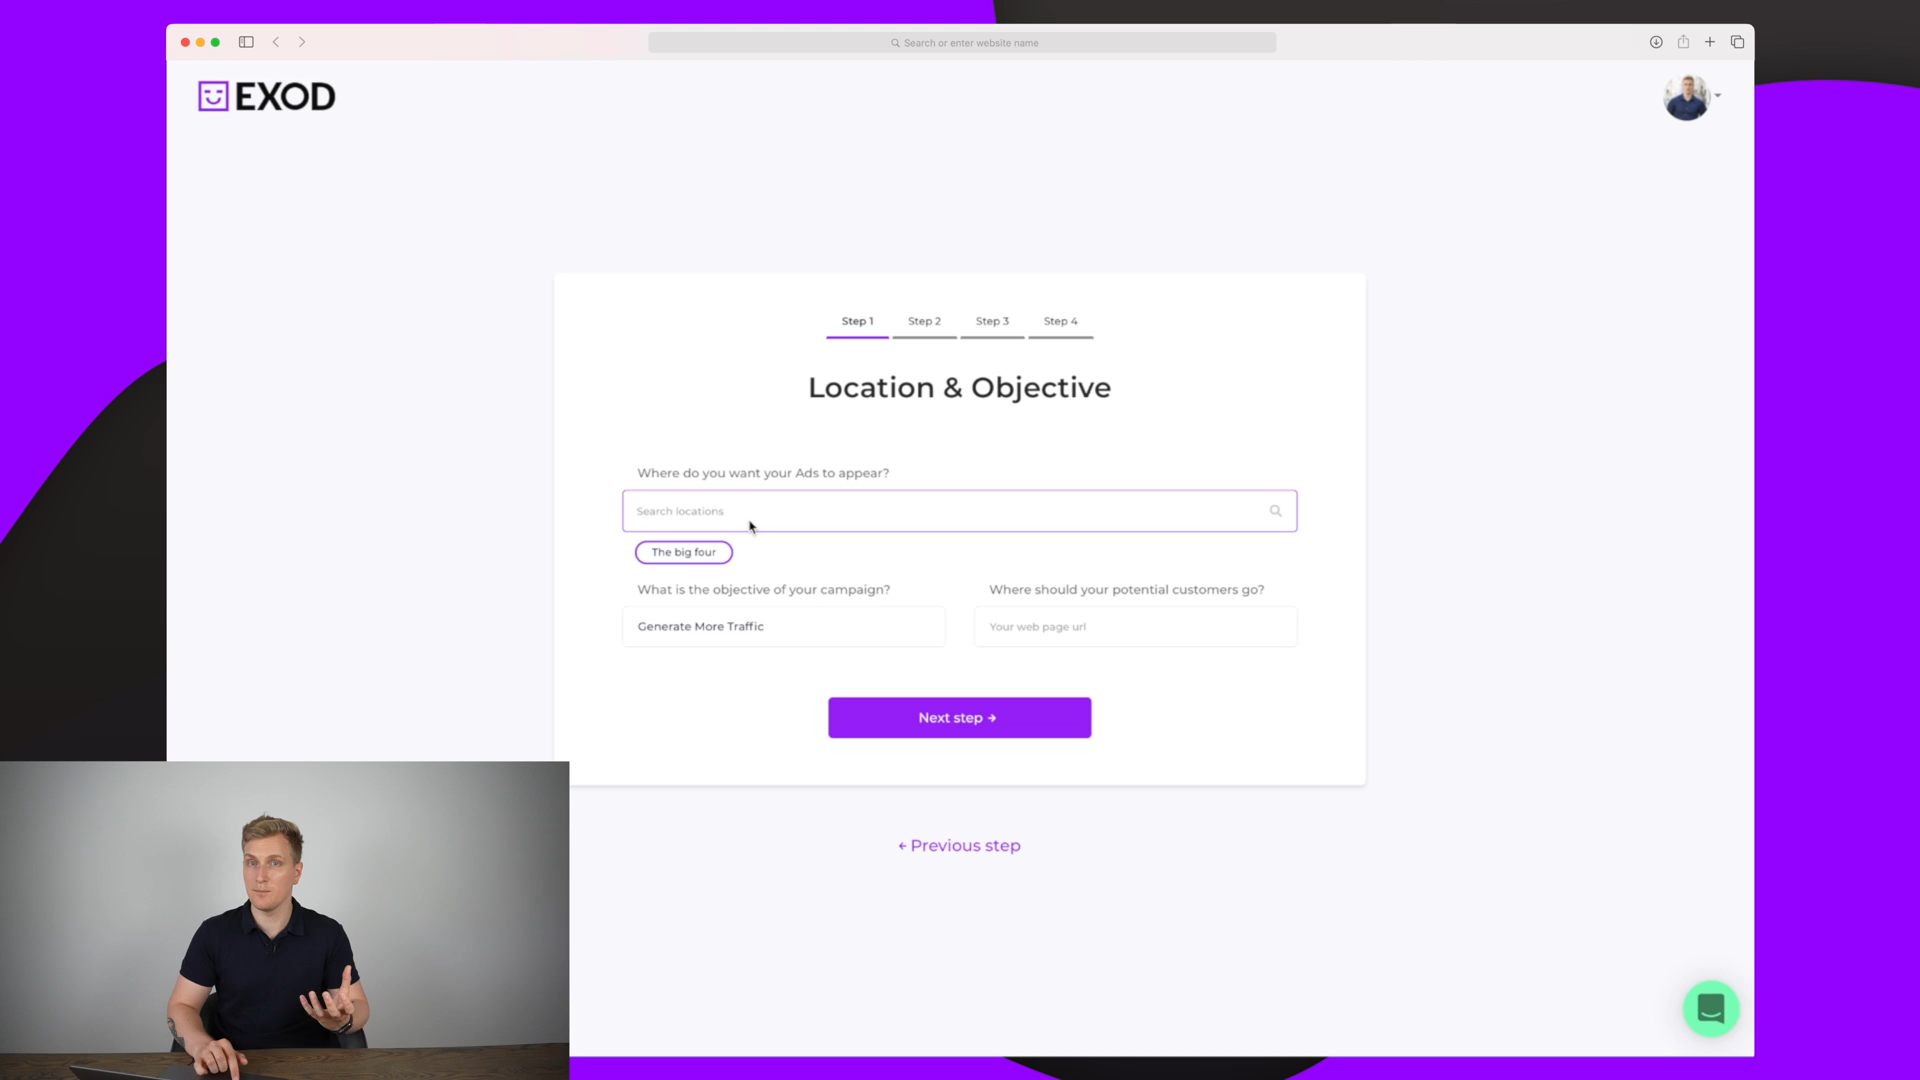 Search or enter website name
EXOD
Step 1
Step 2
Step 3
Step 4
Location & Objective
Where do you want your Ads to appear?
Search locations
The big four
What is the objective of your campaign?
Where should your potential customers go?
Generate More Traffic
Your web page url
Next step →
← Previous step